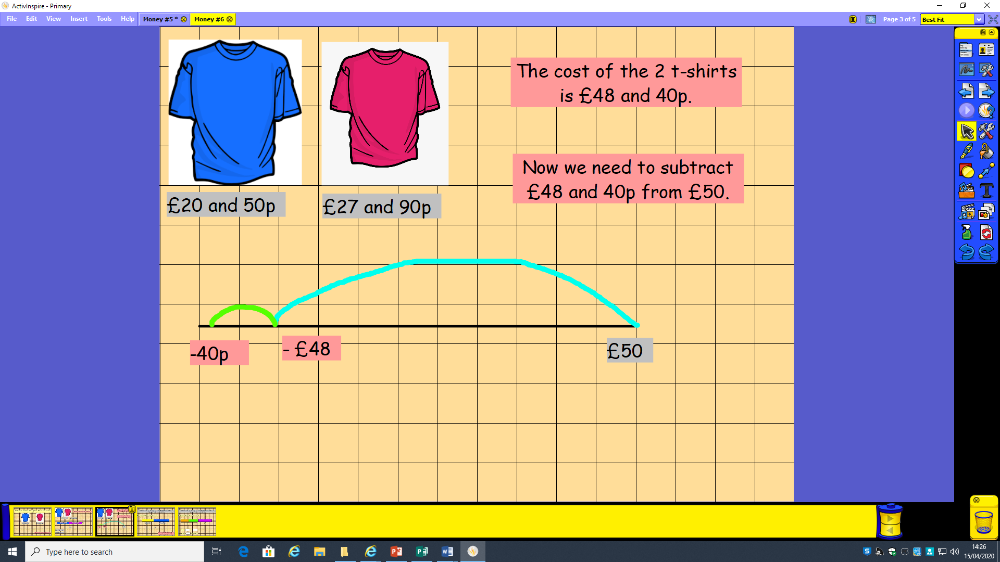 ActivInspire - Primary
File Edit View Insert Tools Help
Money #5 * Money #6
Page 3 of 5
Best Fit
The cost of the 2 t-shirts
is £48 and 40p.
Now we need to subtract
£48 and 40p from £50.
£20 and 50p
£27 and 90p
-40p
- £48
£50
Type here to search
14:26
15/04/2020